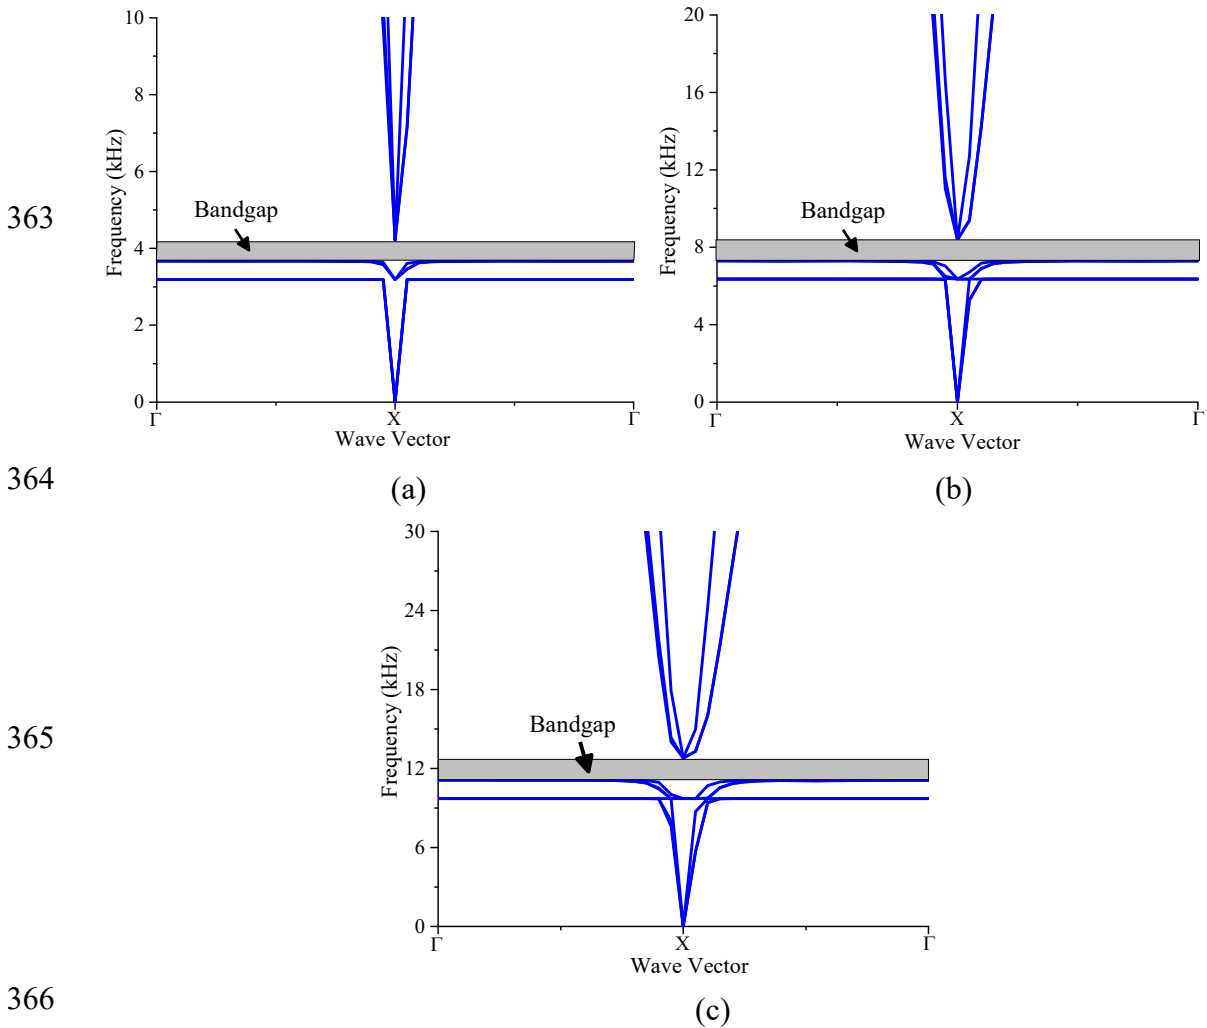 10
8
6
4
2
0
Frequency (kHz)
Bandgap
Γ
X
Γ
Wave Vector
(a)
20
16
12
8
4
0
Frequency (kHz)
Bandgap
Γ
X
Γ
Wave Vector
(b)
363
364
30
24
18
12
6
0
Frequency (kHz)
Bandgap
Γ
X
Γ
Wave Vector
(c)
365
366